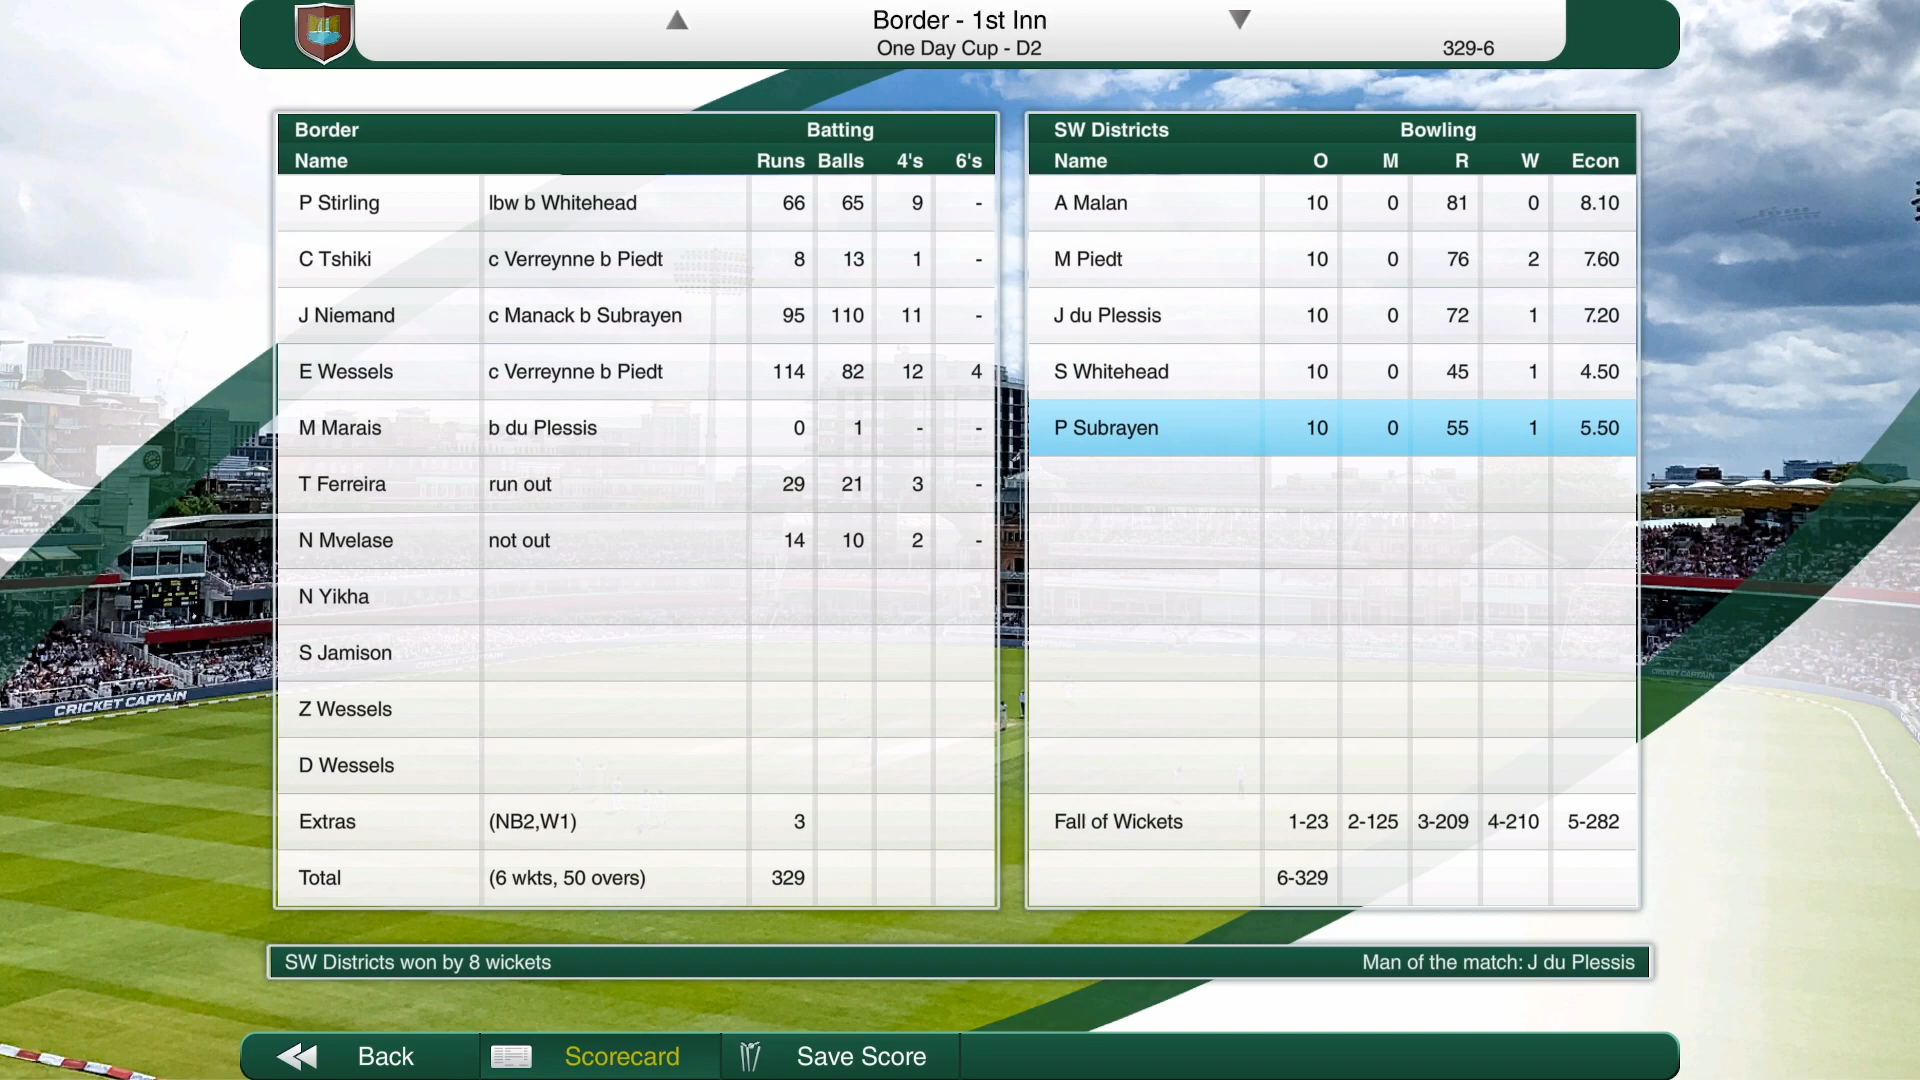 Border - 1st Inn
One Day Cup - D2
329-6
Border Batting
Name Runs Balls 4's 6's
P Stirling lbw b Whitehead 66 65 9 -
C Tshiki c Verreynne b Piedt 8 13 1 -
J Niemand c Manack b Subrayen 95 110 11 -
E Wessels c Verreynne b Piedt 114 82 12 4
M Marais b du Plessis 0 1 - -
T Ferreira run out 29 21 3 -
N Mvelase not out 14 10 2 -
N Yikha
S Jamison
Z Wessels
D Wessels
Extras (NB2,W1) 3
Total (6 wkts, 50 overs) 329
SW Districts Bowling
Name O M R W Econ
A Malan 10 0 81 0 8.10
M Piedt 10 0 76 2 7.60
J du Plessis 10 0 72 1 7.20
S Whitehead 10 0 45 1 4.50
P Subrayen 10 0 55 1 5.50
Fall of Wickets 1-23 2-125 3-209 4-210 5-282
6-329
CRICKET CAPTAIN
CRICKET CAPTAIN
CRICKET CAPTAIN
SW Districts won by 8 wickets
Man of the match: J du Plessis
Back
Scorecard
Save Score